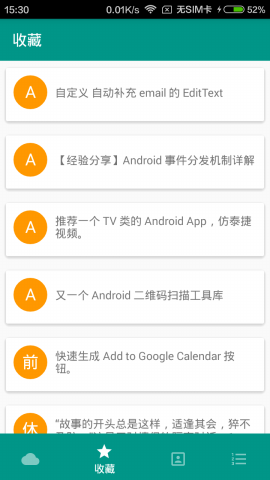 15:30 0.01K/s 无SIM卡 52%
收藏
A
自定义 自动补充 email 的 EditText
A
【经验分享】Android 事件分发机制详解
A
推荐一个 TV 类的 Android App，仿泰捷
视频。
A
又一个 Android 二维码扫描工具库
前
快速生成 Add to Google Calendar 按
钮。
休
“故事的开头总是这样，适逢其会，猝不
收藏